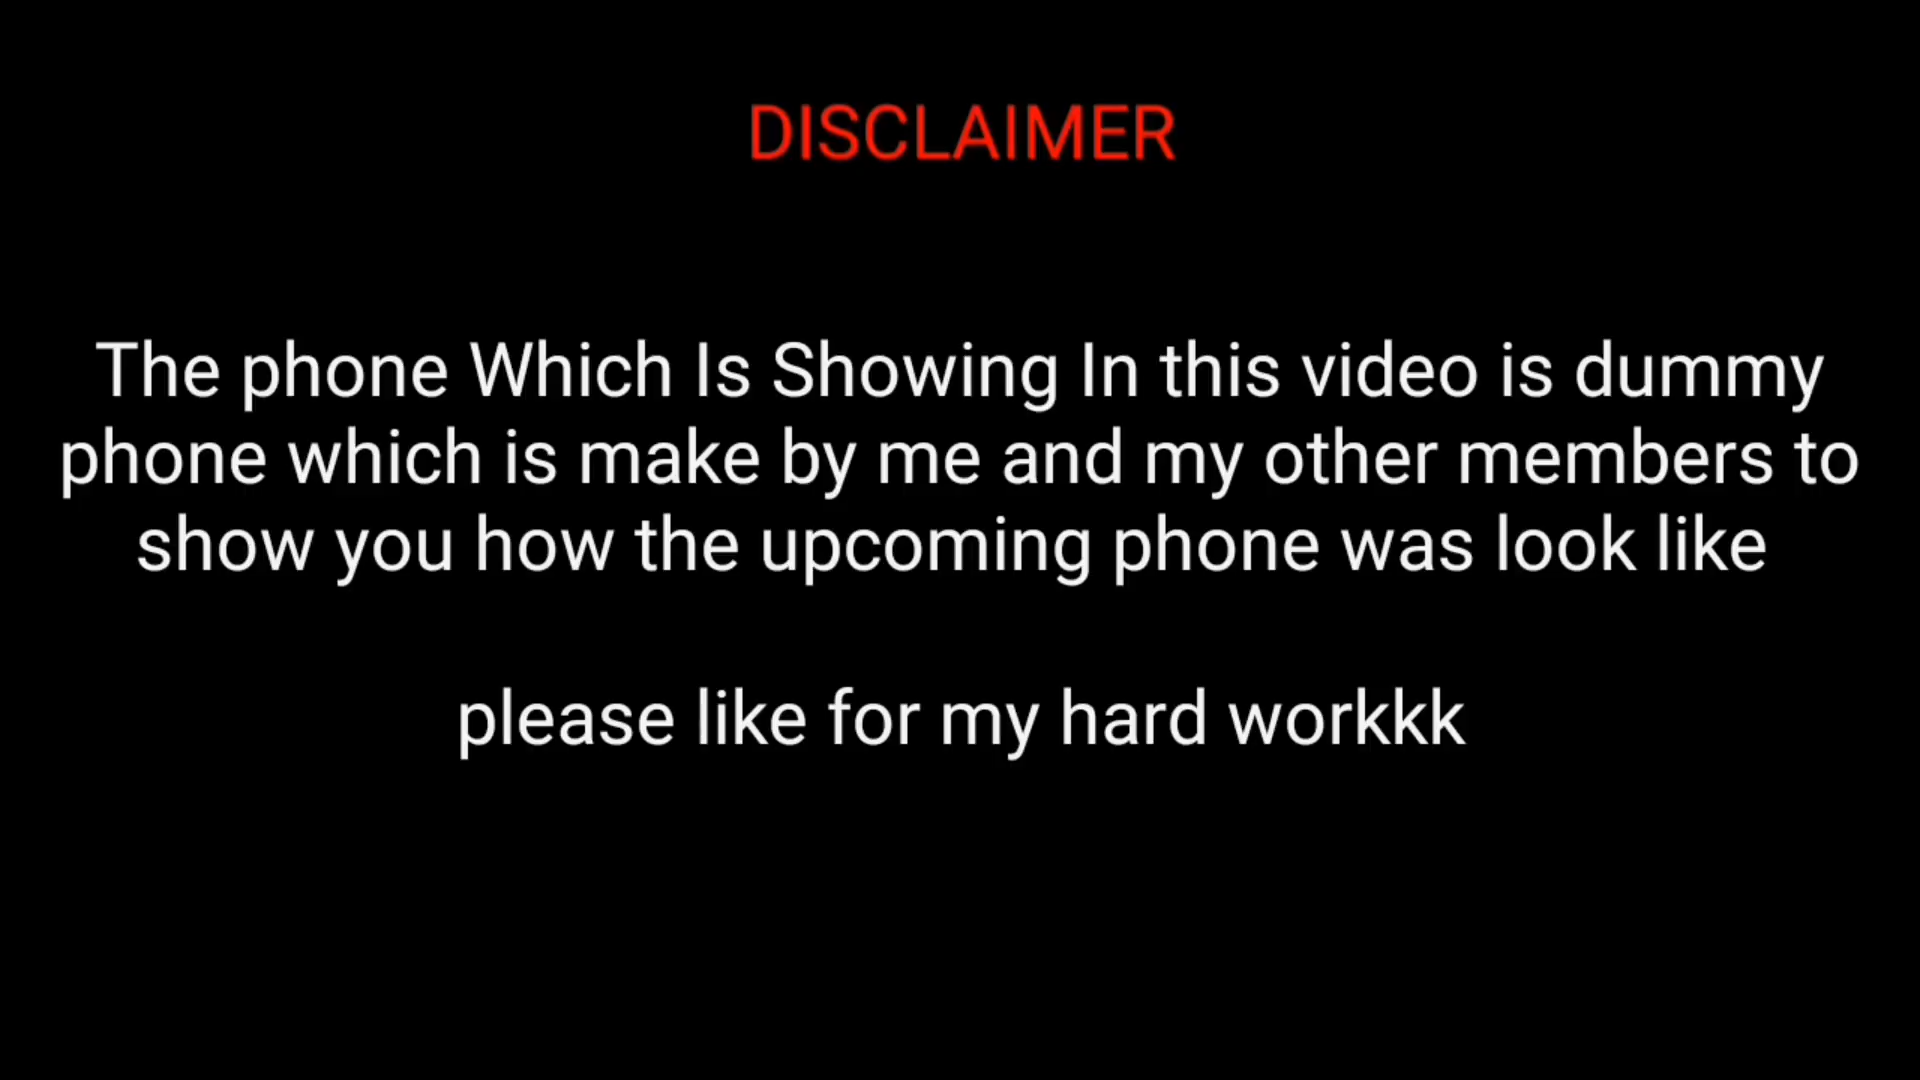 DISCLAIMER
The phone Which Is Showing In this video is dummy
phone which is make by me and my other members to
show you how the upcoming phone was look like
please like for my hard workkk